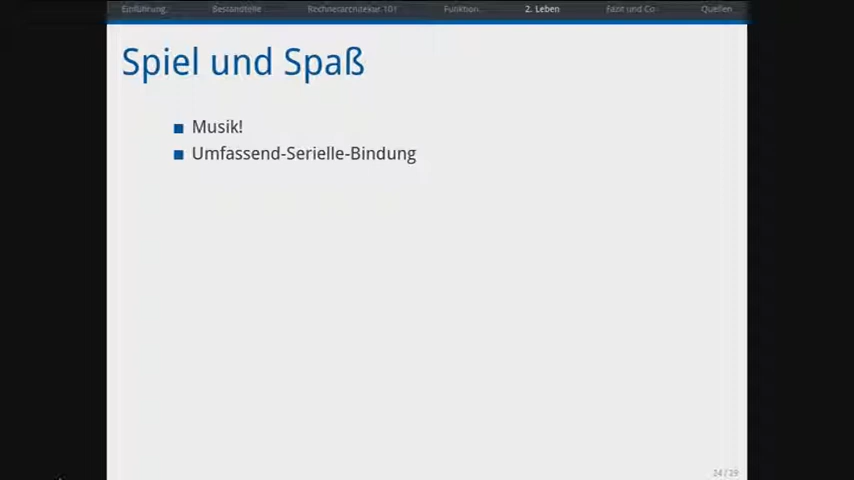 Einführung Bestandteile Rechnerarchitektur 101 Funktion 2. Leben Fazit und Co Quellen
Spiel und Spaß
Musik!
Umfassend-Serielle-Bindung
24 / 29